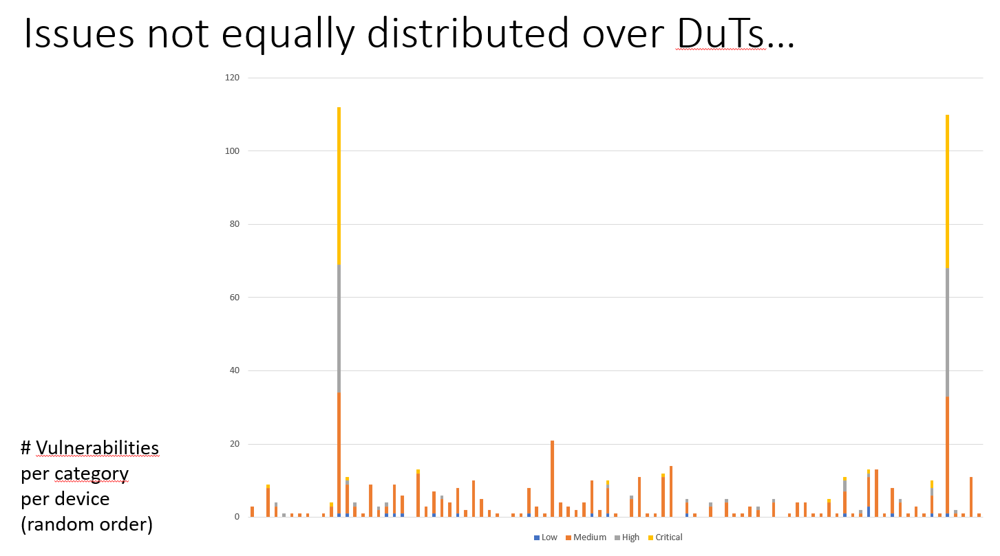 Issues not equally distributed over DuTs...
120
100
80
60
40
20
0
# Vulnerabilities
per category
per device
(random order)
Low Medium High Critical